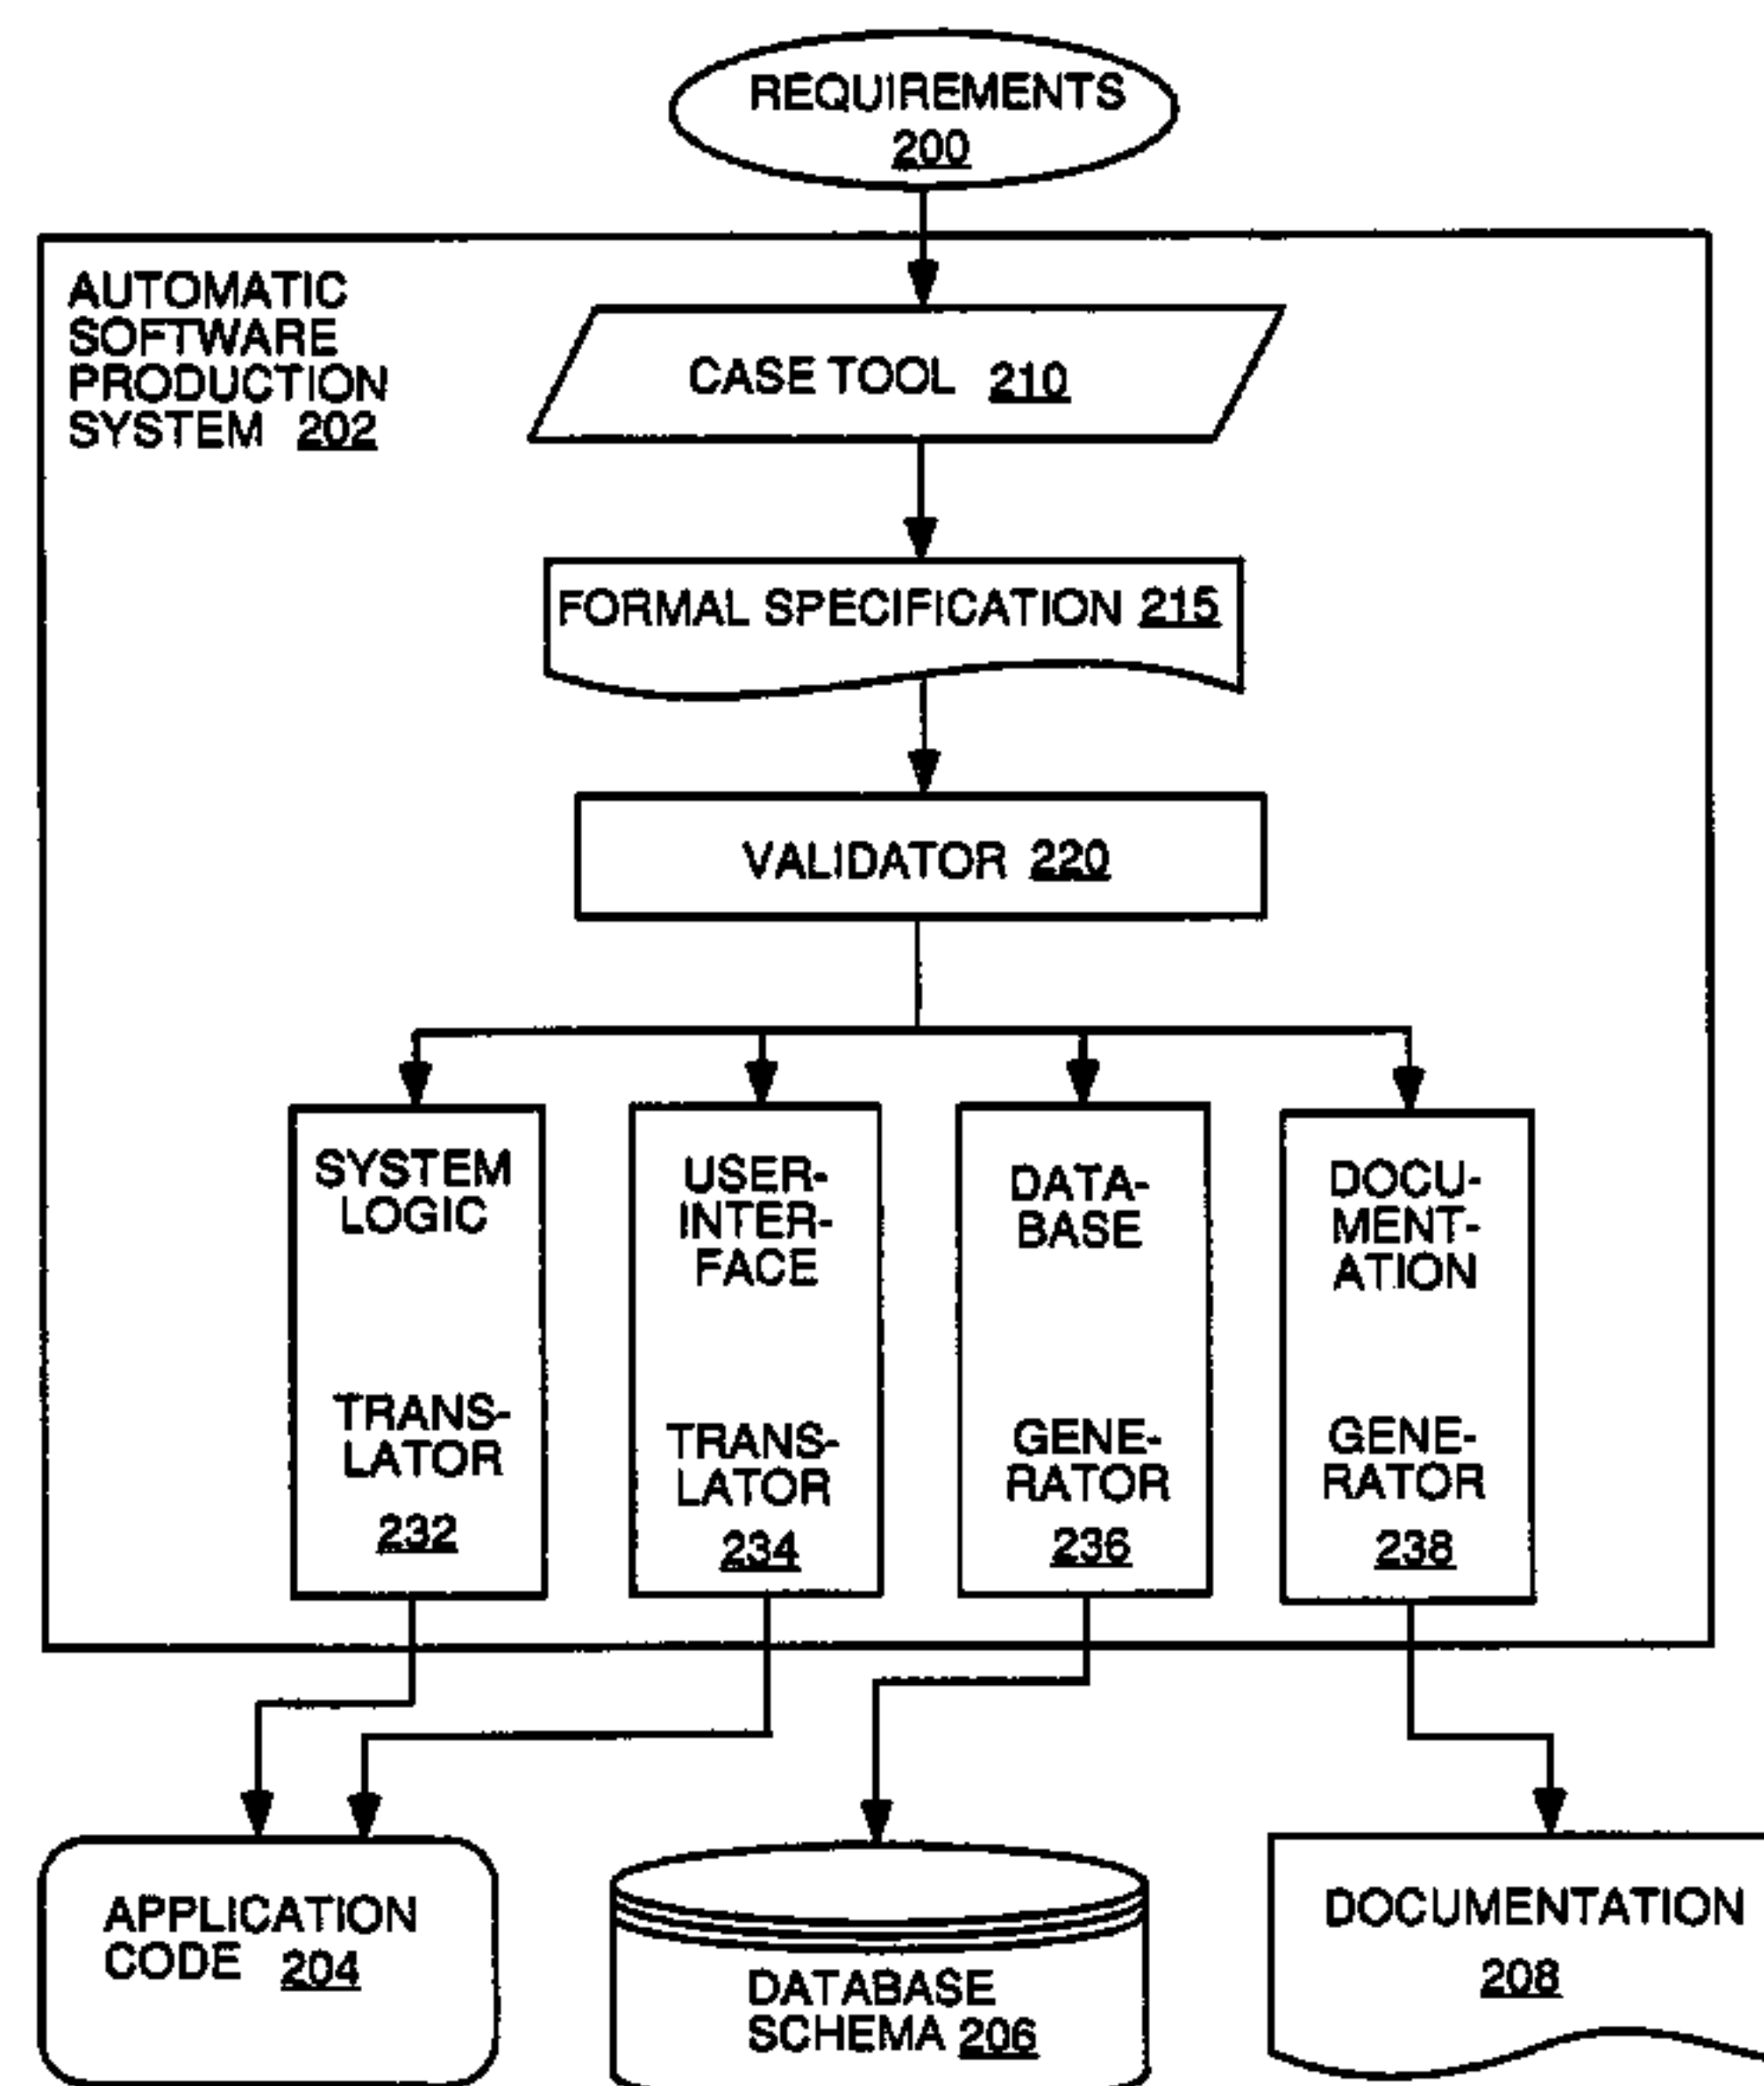 REQUIREMENTS
200
AUTOMATIC
SOFTWARE
PRODUCTION
SYSTEM 202
CASE TOOL 210
FORMAL SPECIFICATION 215
VALIDATOR 220
SYSTEM
LOGIC
TRANS-
LATOR
232
USER-
INTER-
FACE
TRANS-
LATOR
234
DATA-
BASE
GENE-
RATOR
236
DOCU-
MENT-
ATION
GENE-
RATOR
238
APPLICATION
CODE 204
DATABASE
SCHEMA 206
DOCUMENTATION
208